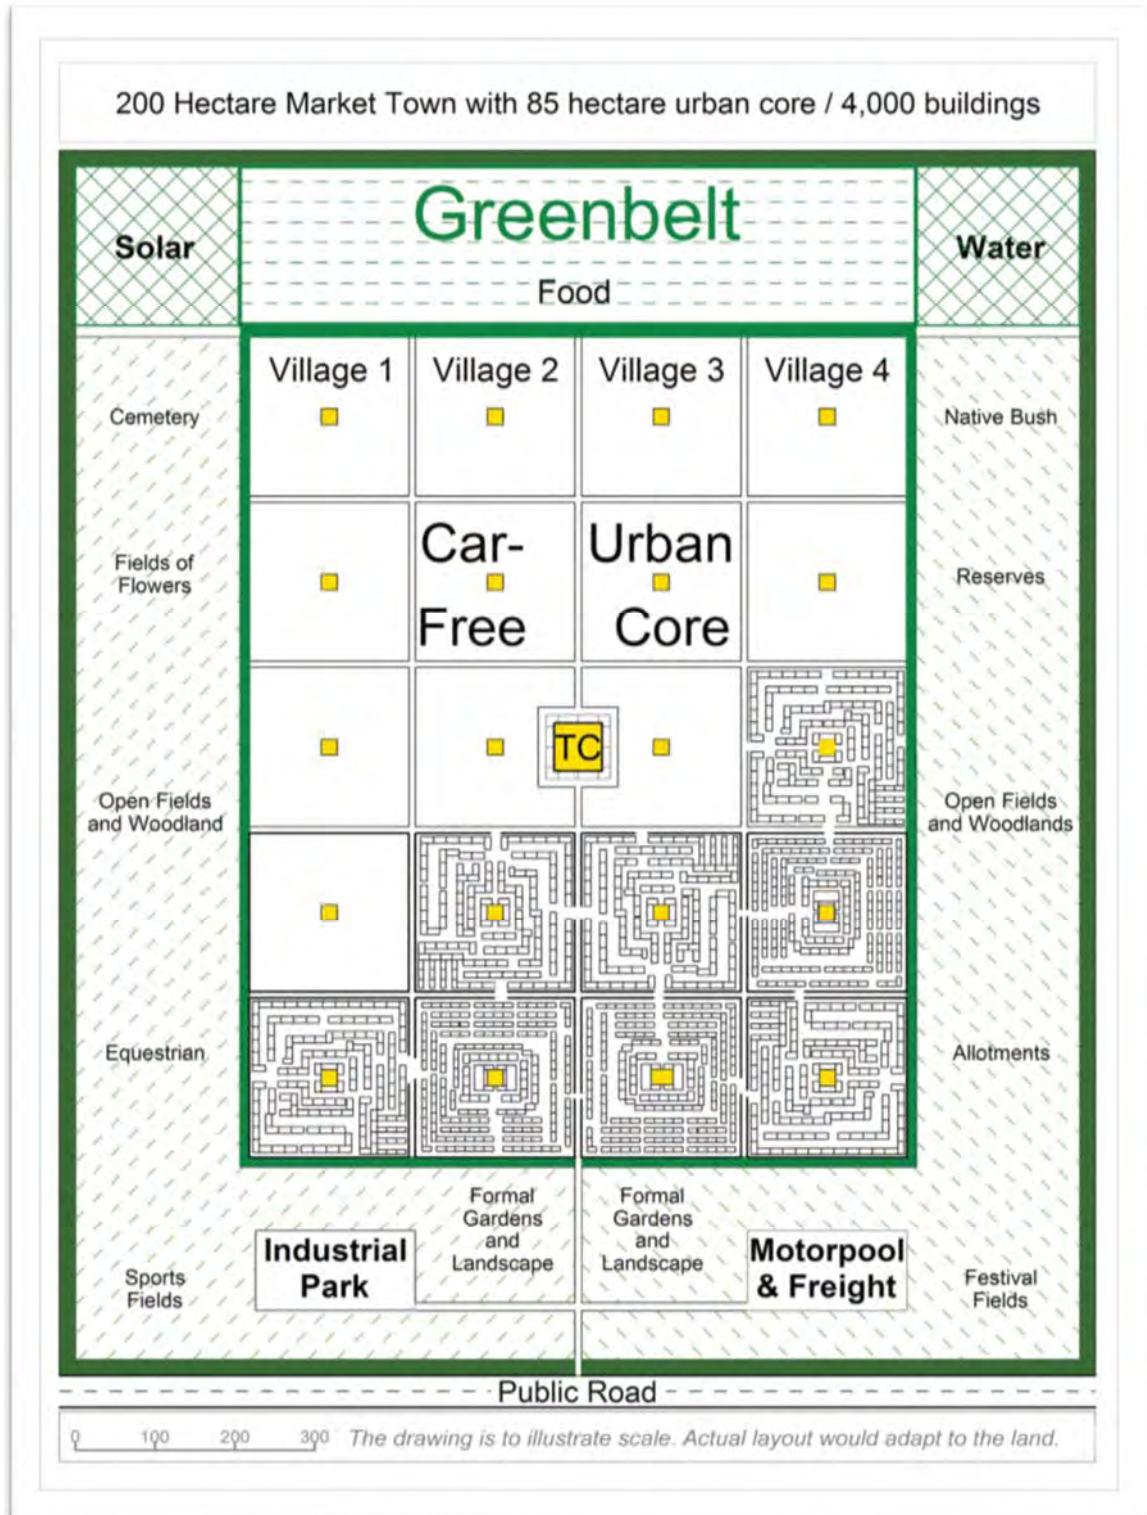 200 Hectare Market Town with 85 hectare urban core / 4,000 buildings
Greenbelt
Solar
Water
Food
Village 1
Village 2
Village 3
Village 4
Cemetery
Native Bush
Car-
Urban
Fields of
Flowers
Reserves
Free
Core
TC
Open Fields
and Woodland
Open Fields
and Woodlands
Equestrian
Allotments
Formal
Gardens
and
Landscape
Formal
Gardens
and
Landscape
Industrial
Park
Motorpool
& Freight
Sports
Fields
Festival
Fields
Public Road
0 100 200 300 The drawing is to illustrate scale. Actual layout would adapt to the land.